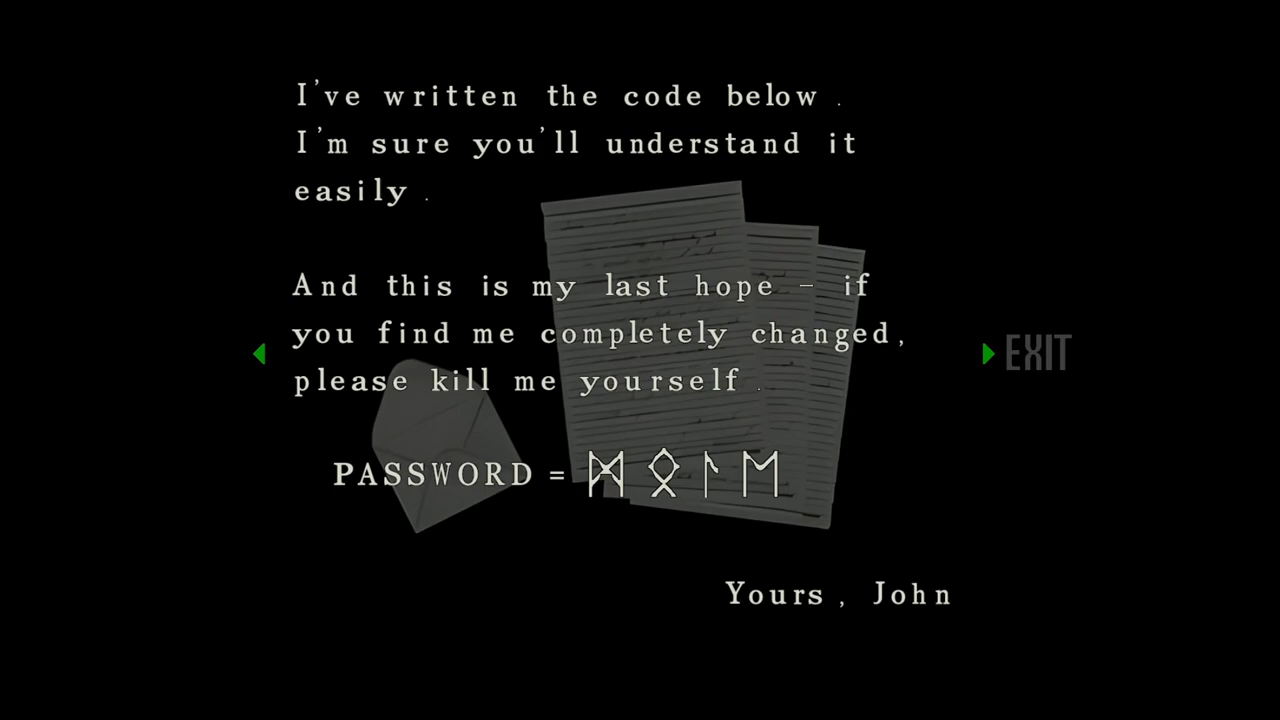 I've written the code below.
I'm sure you'll understand it
easily.
And this is my last hope - if
you find me completely changed,
please kill me yourself.
EXIT
PASSWORD = ᛗᛟᛚᛖ
Yours, John